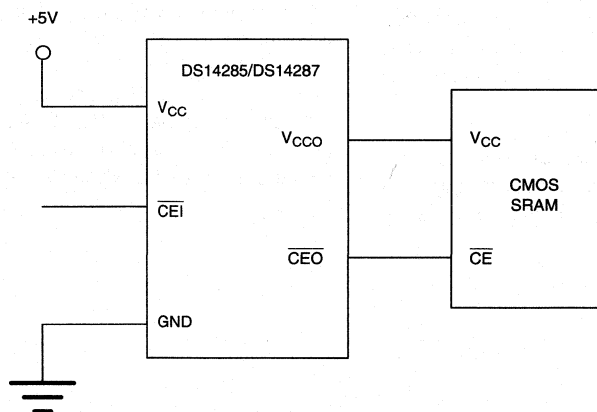 +5V
DS14285/DS14287
VCC
VCCO
VCC
CMOS
SRAM
CEI
CEO
CE
GND